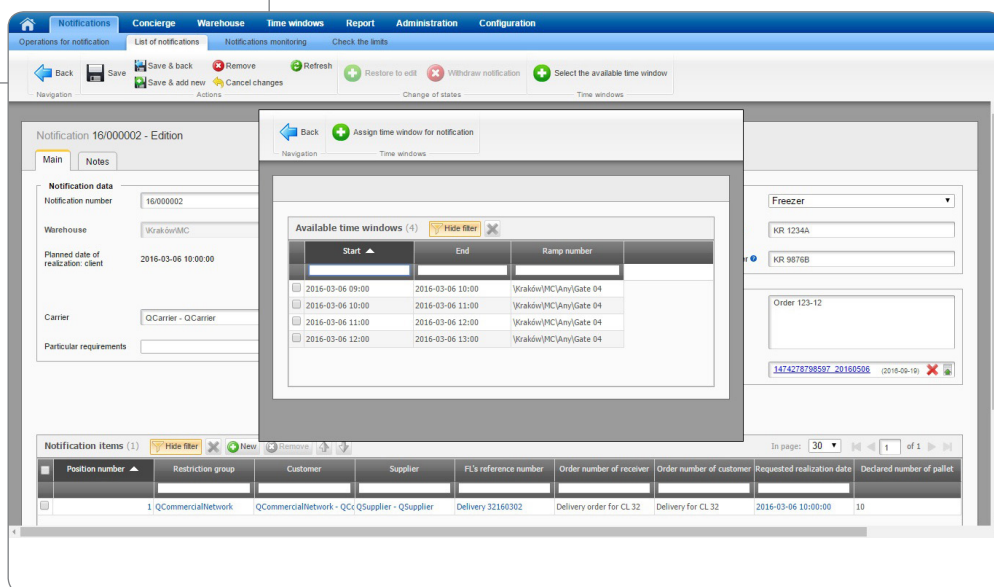 Notifications Concierge Warehouse Time windows Report Administration Configuration
Operations for notification List of notifications Notifications monitoring Check the limits
Back Save Save & back Remove Refresh Restore to edit Withdraw notification Select the available time window
Save & add new Cancel changes
Navigation Actions Change of states Time windows
Notification 16/000002 - Edition
Main Notes
Notification data
Notification number 16/000002
Warehouse \Kraków\MC
Planned date of realization: client 2016-03-06 10:00:00
Carrier QCarrier - QCarrier
Particular requirements
Back Assign time window for notification
Navigation Time windows
Available time windows (4) Hide filter
Start End Ramp number
2016-03-06 09:00 2016-03-06 10:00 \Kraków\MC\Any\Gate 04
2016-03-06 10:00 2016-03-06 11:00 \Kraków\MC\Any\Gate 04
2016-03-06 11:00 2016-03-06 12:00 \Kraków\MC\Any\Gate 04
2016-03-06 12:00 2016-03-06 13:00 \Kraków\MC\Any\Gate 04
Freezer
KR 1234A
KR 9876B
Order 123-12
1474278798597_20160506 (2016-09-19)
Notification items (1) Hide filter New Remove In page: 30 1 of 1
Position number Restriction group Customer Supplier FL's reference number Order number of receiver Order number of customer Requested realization date Declared number of pallet
1 QCommercialNetwork QCommercialNetwork - QCc QSupplier - QSupplier Delivery 32160302 Delivery order for CL 32 Delivery for CL 32 2016-03-06 10:00:00 10